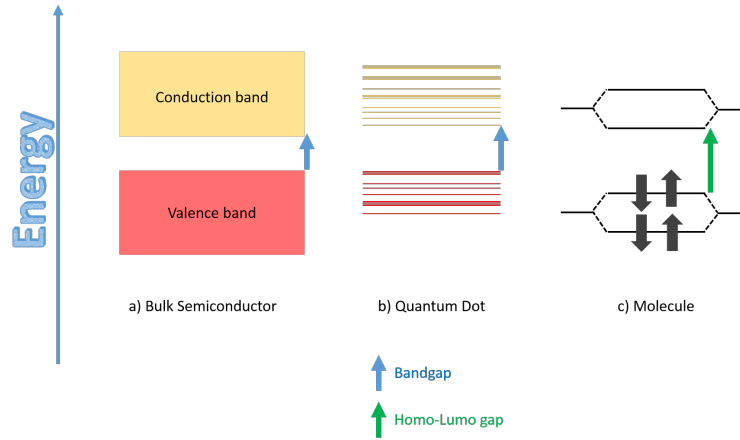 Energy
Conduction band
Valence band
a) Bulk Semiconductor
b) Quantum Dot
c) Molecule
Bandgap
Homo-Lumo gap